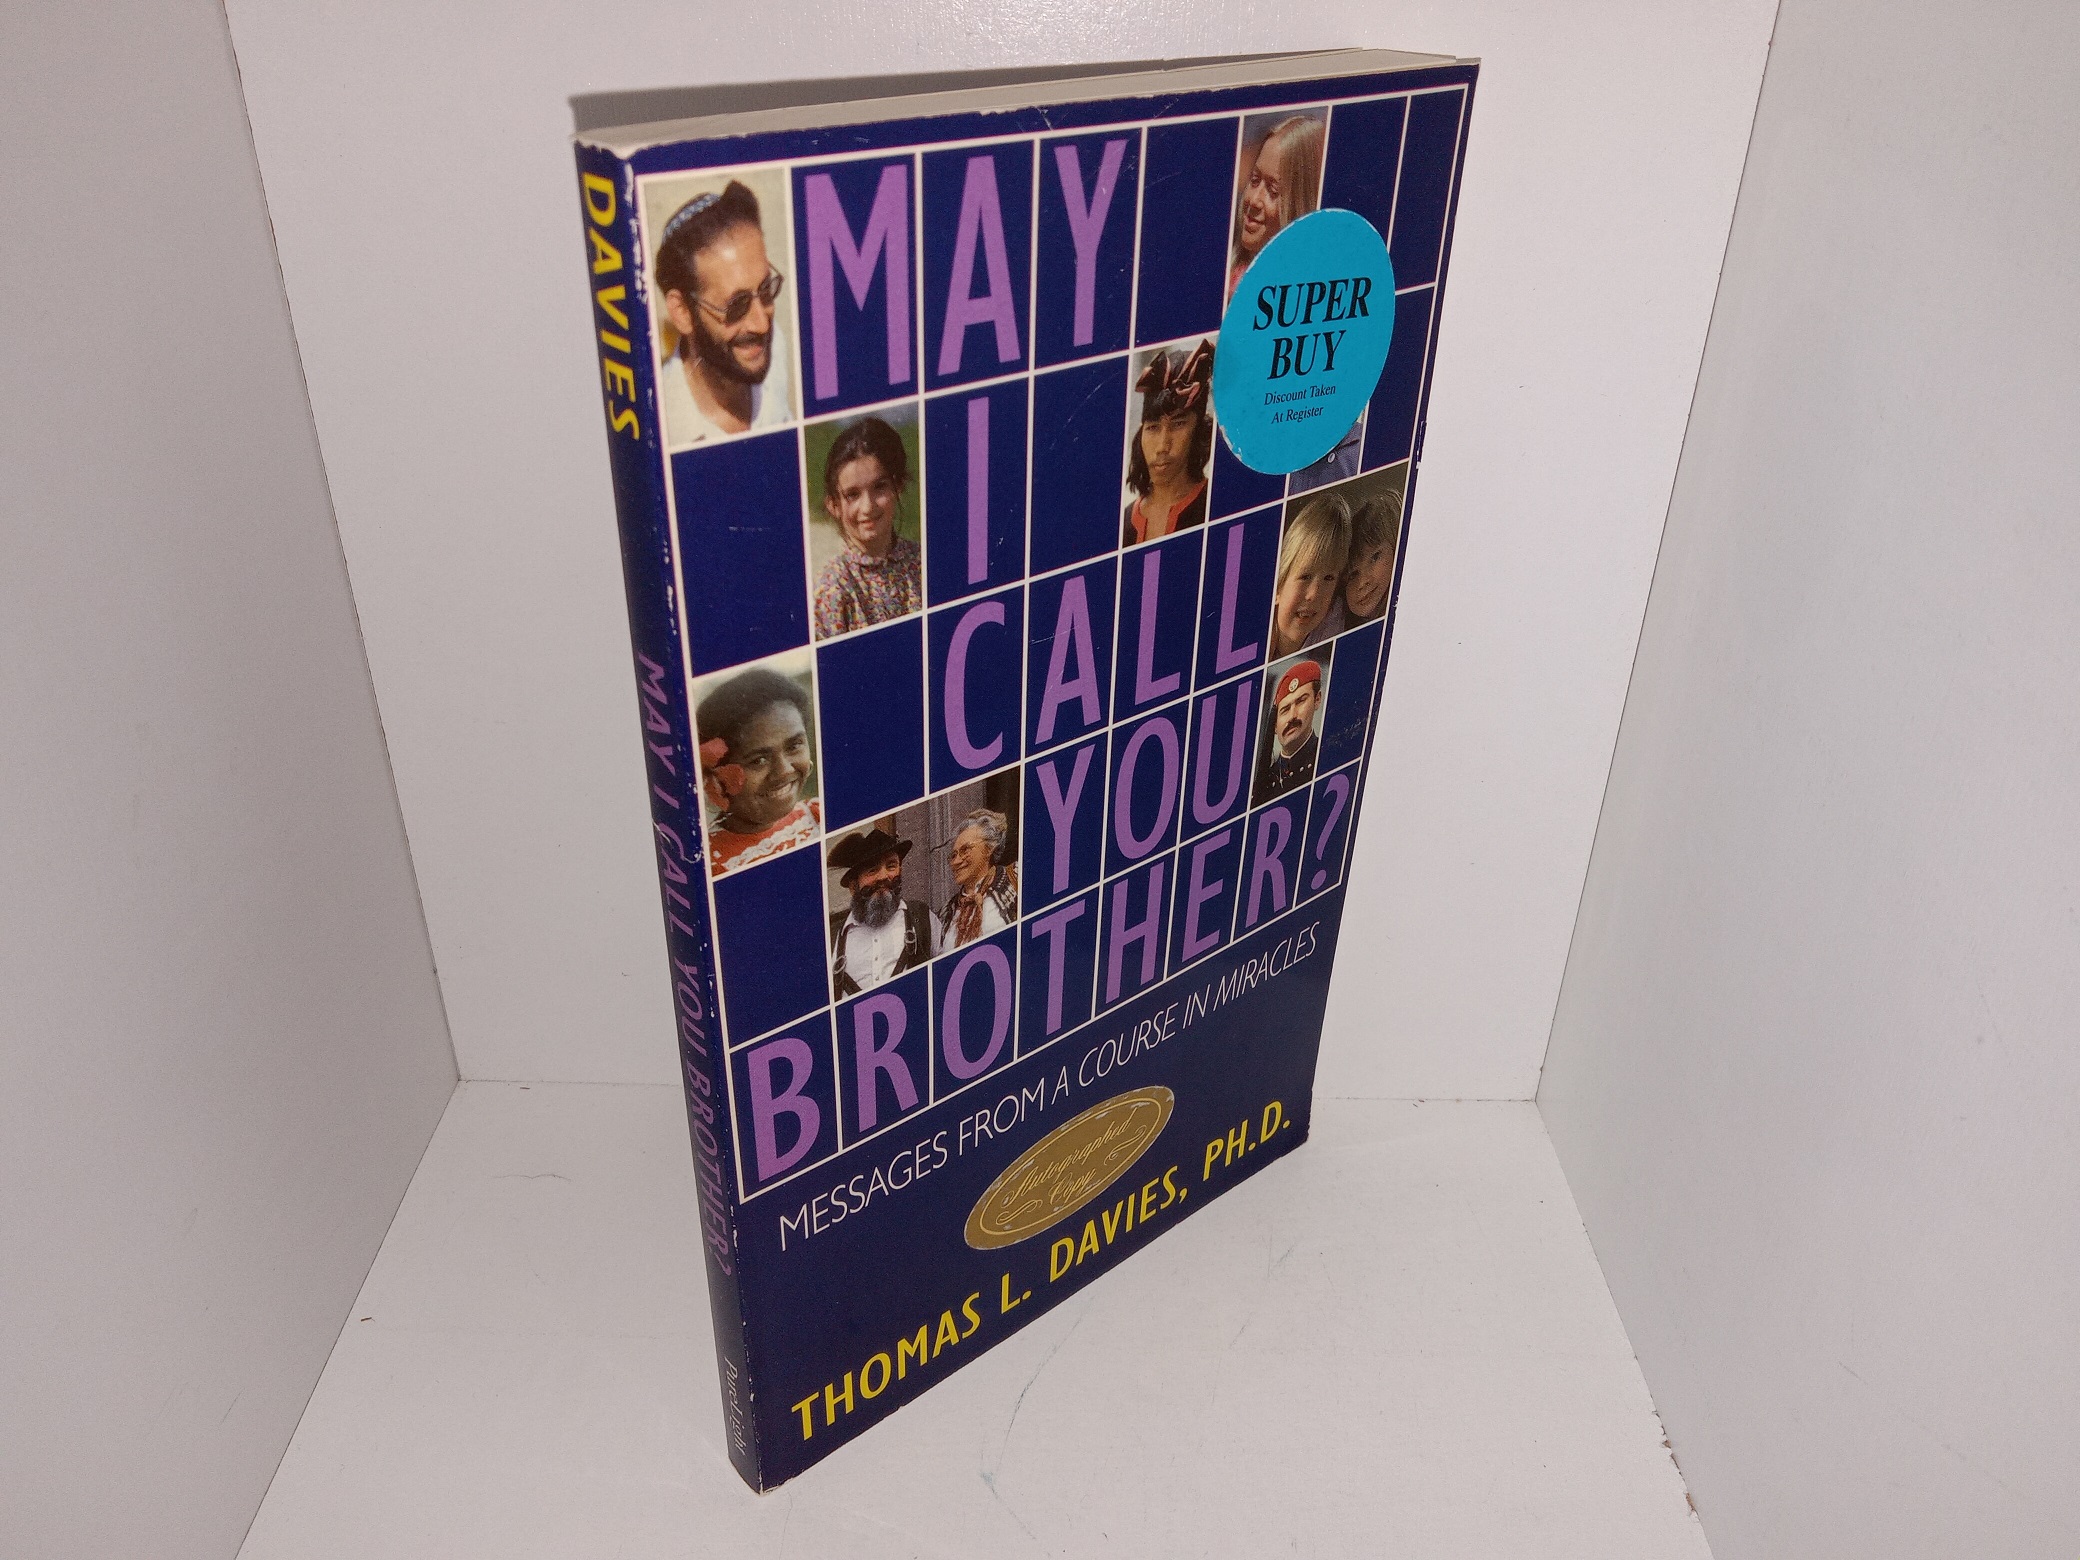 DAVIES
MAY I CALL YOU BROTHER?
PureLight
MAY
I
CALL
YOU
BROTHER?
SUPER
BUY
Discount Taken
At Register
MESSAGES FROM A COURSE IN MIRACLES
Autographed
Copy
THOMAS L. DAVIES, PH.D.